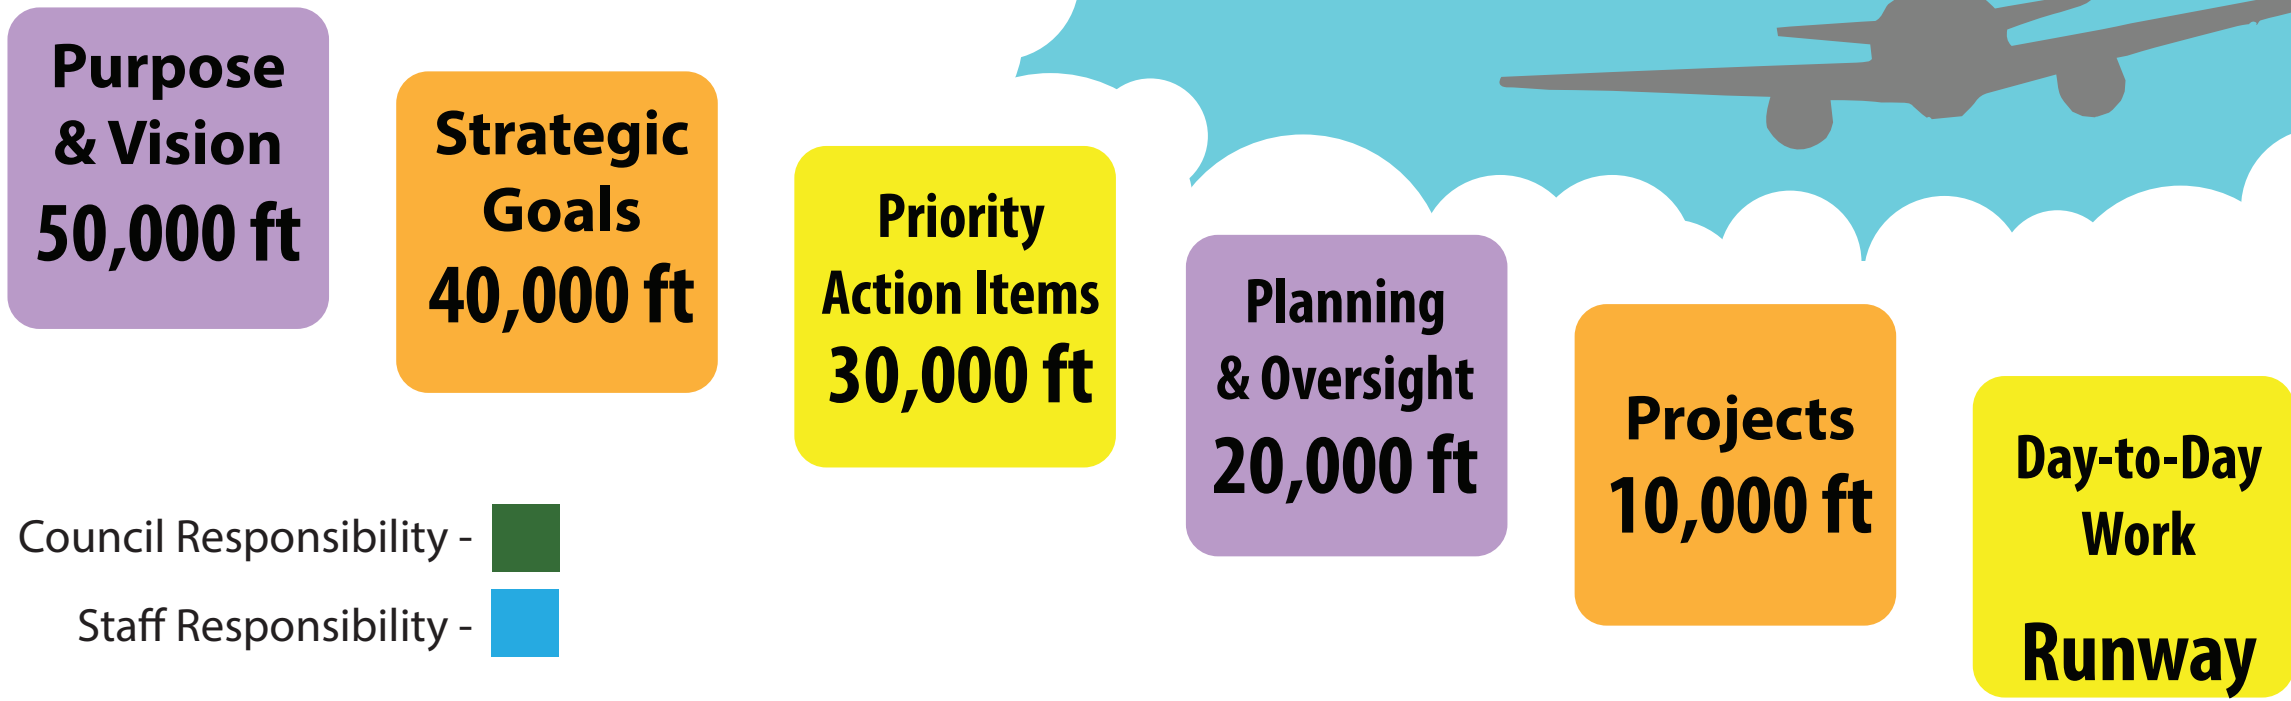 Purpose
& Vision
50,000 ft
Strategic
Goals
40,000 ft
Priority
Action Items
30,000 ft
Planning
& Oversight
20,000 ft
Projects
10,000 ft
Day-to-Day
Work
Runway
Council Responsibility -
Staff Responsibility -